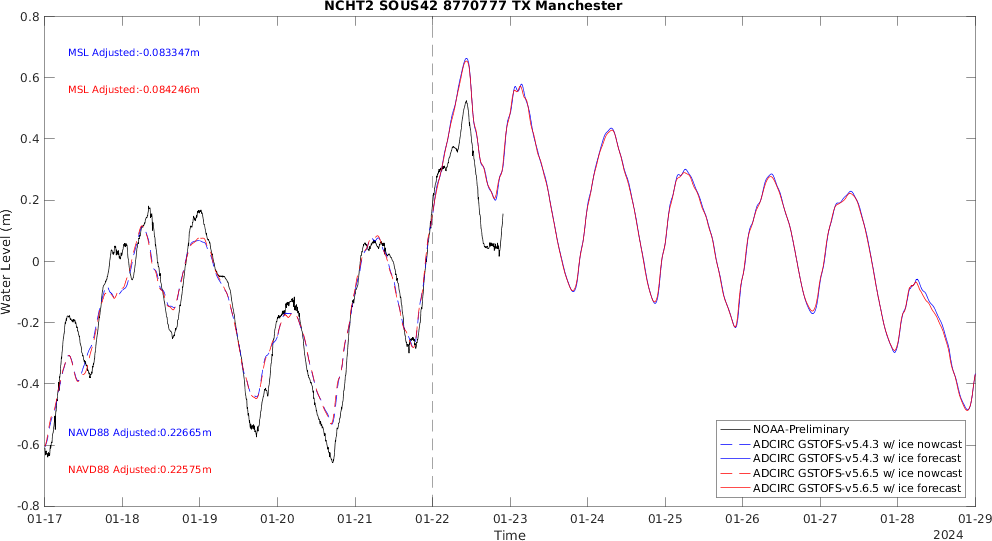 NCHT2 SOUS42 8770777 TX Manchester
0.8
0.6
0.4
0.2
0
-0.2
-0.4
-0.6
-0.8
Water Level (m)
MSL Adjusted:-0.083347m
MSL Adjusted:-0.084246m
NAVD88 Adjusted:0.22665m
NAVD88 Adjusted:0.22575m
NOAA-Preliminary
ADCIRC GSTOFS-v5.4.3 w/ ice nowcast
ADCIRC GSTOFS-v5.4.3 w/ ice forecast
ADCIRC GSTOFS-v5.6.5 w/ ice nowcast
ADCIRC GSTOFS-v5.6.5 w/ ice forecast
01-17 01-18 01-19 01-20 01-21 01-22 01-23 01-24 01-25 01-26 01-27 01-28 01-29
Time
2024